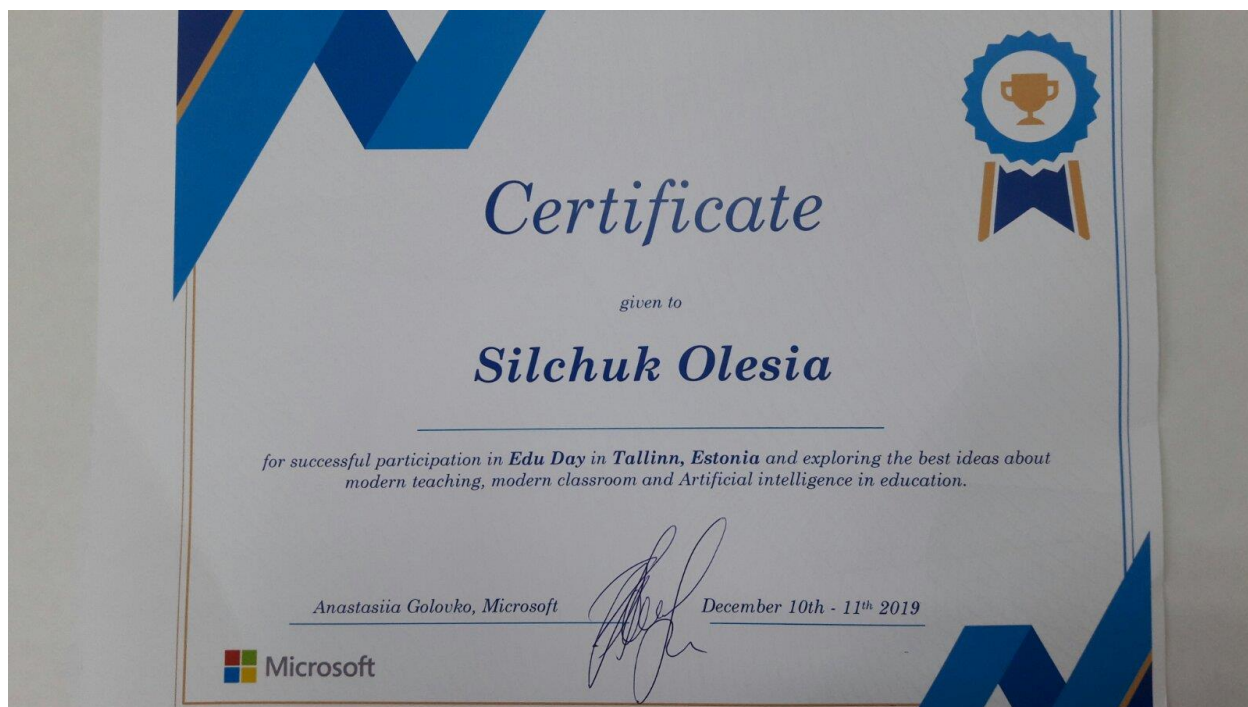 Certificate
given to
Silchuk Olesia
for successful participation in Edu Day in Tallinn, Estonia and exploring the best ideas about
modern teaching, modern classroom and Artificial intelligence in education.
Anastasiia Golovko, Microsoft
December 10th - 11th 2019
Microsoft